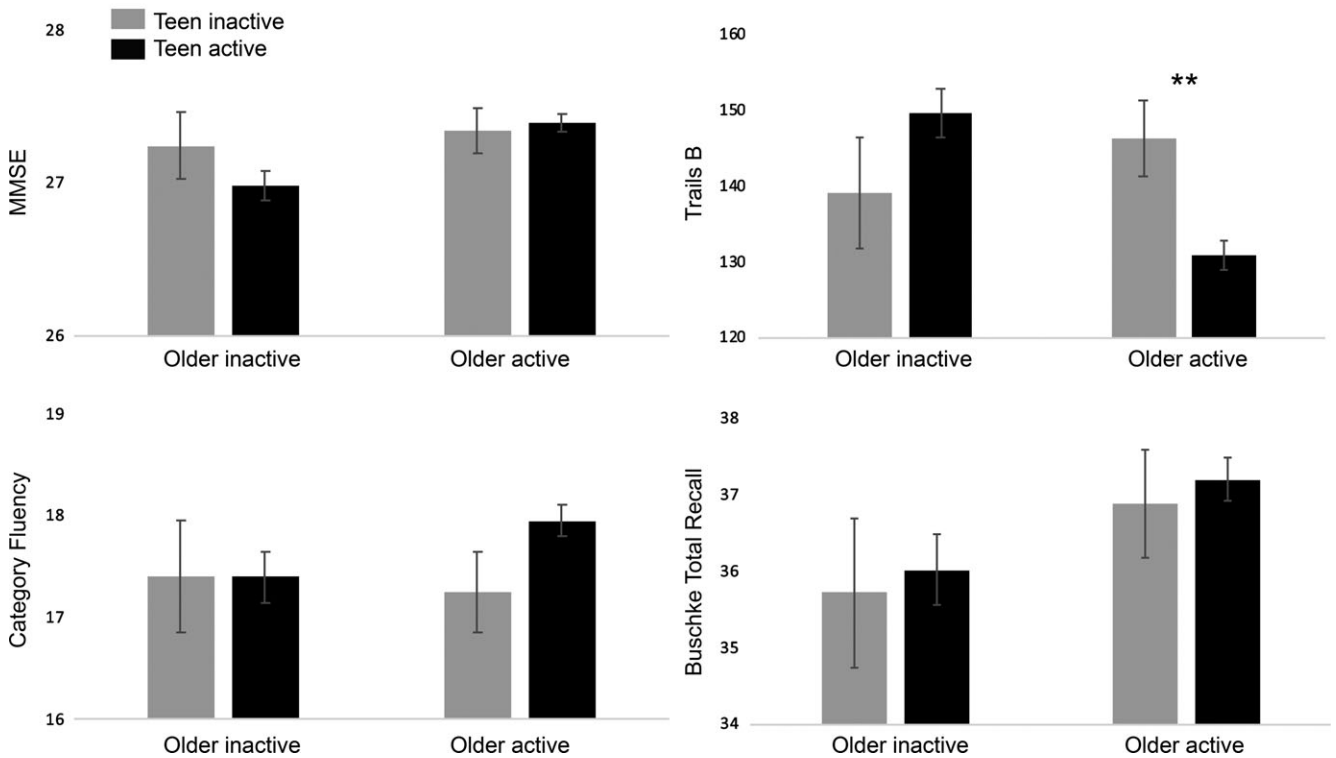 Teen inactive
Teen active
MMSE
28
27
26
Older inactive
Older active
Trails B
160
150
140
130
120
**
Older inactive
Older active
Category Fluency
19
18
17
16
Older inactive
Older active
Buschke Total Recall
38
37
36
35
34
Older inactive
Older active